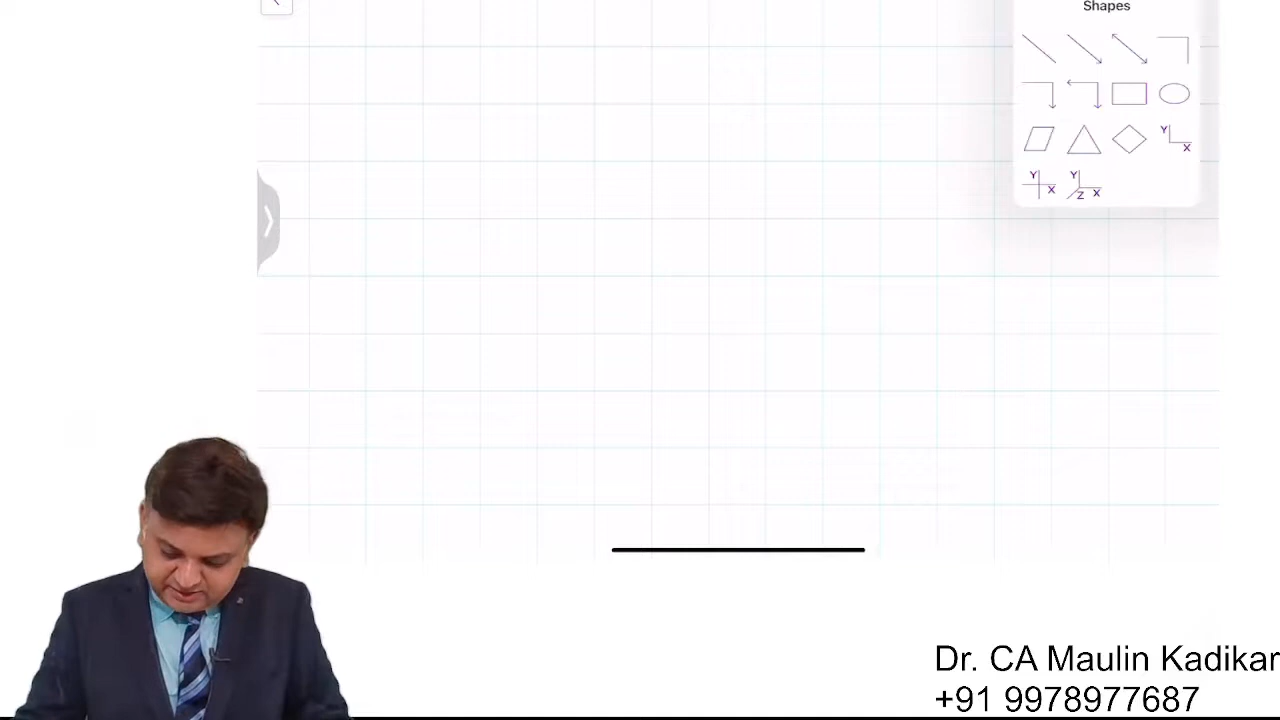 Shapes
Y
X
Y
X
Y
Z X
Dr. CA Maulin Kadikar
+91 9978977687